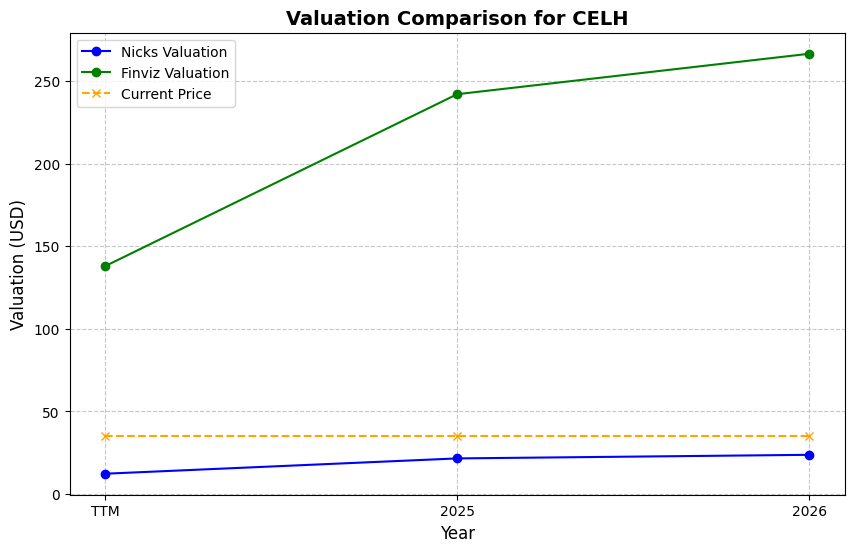 Valuation Comparison for CELH
Nicks Valuation
Finviz Valuation
Current Price
Valuation (USD)
250
200
150
100
50
0
TTM
2025
2026
Year